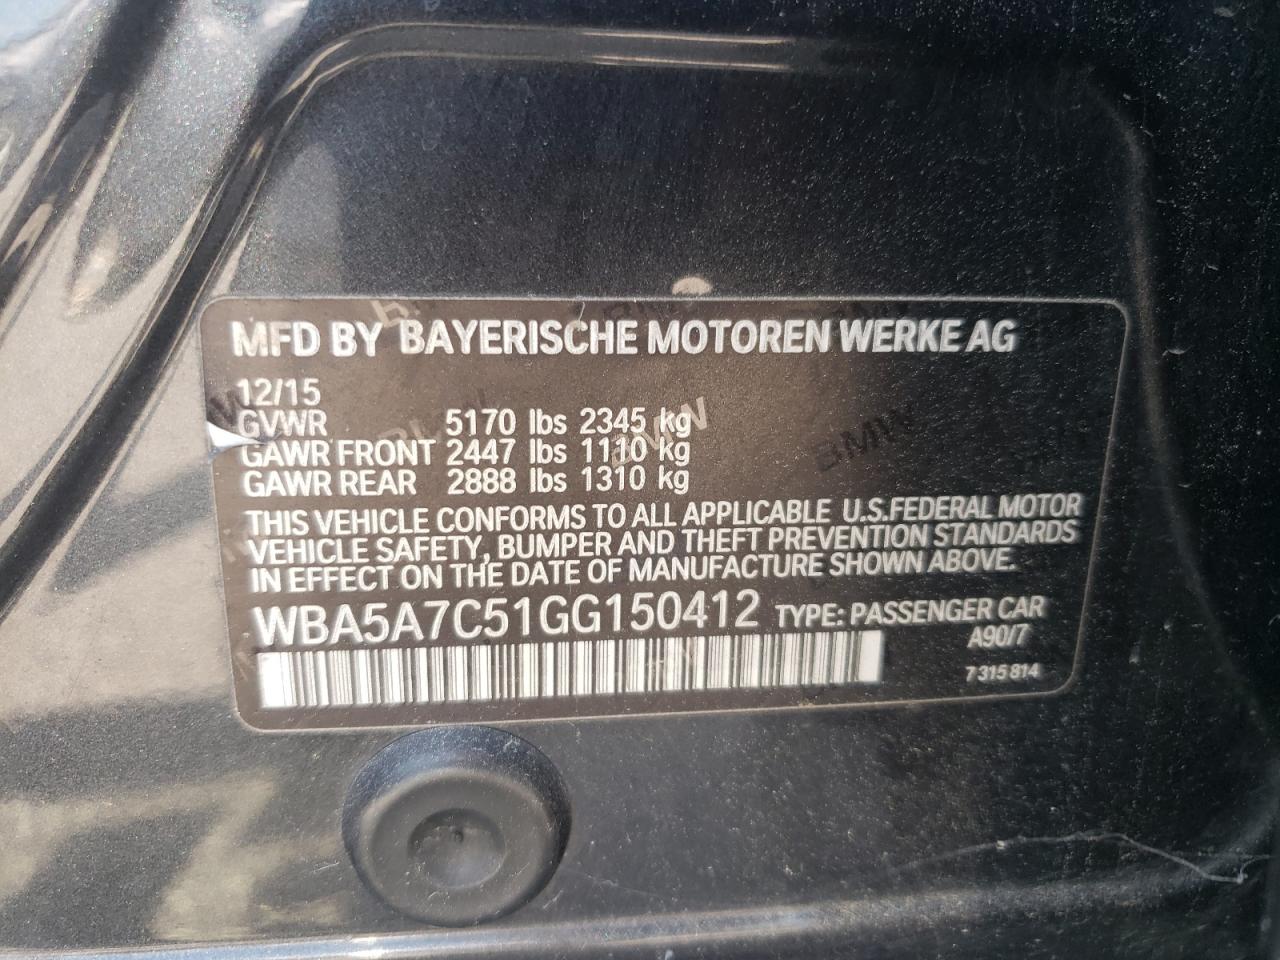 MFD BY BAYERISCHE MOTOREN WERKE AG
12/15
GVWR 5170 lbs 2345 kg
GAWR FRONT 2447 lbs 1110 kg
GAWR REAR 2888 lbs 1310 kg
THIS VEHICLE CONFORMS TO ALL APPLICABLE U.S.FEDERAL MOTOR
VEHICLE SAFETY, BUMPER AND THEFT PREVENTION STANDARDS
IN EFFECT ON THE DATE OF MANUFACTURE SHOWN ABOVE.
WBA5A7C51GG150412 TYPE: PASSENGER CAR
A90/7
7 315 814
BMW
BMW